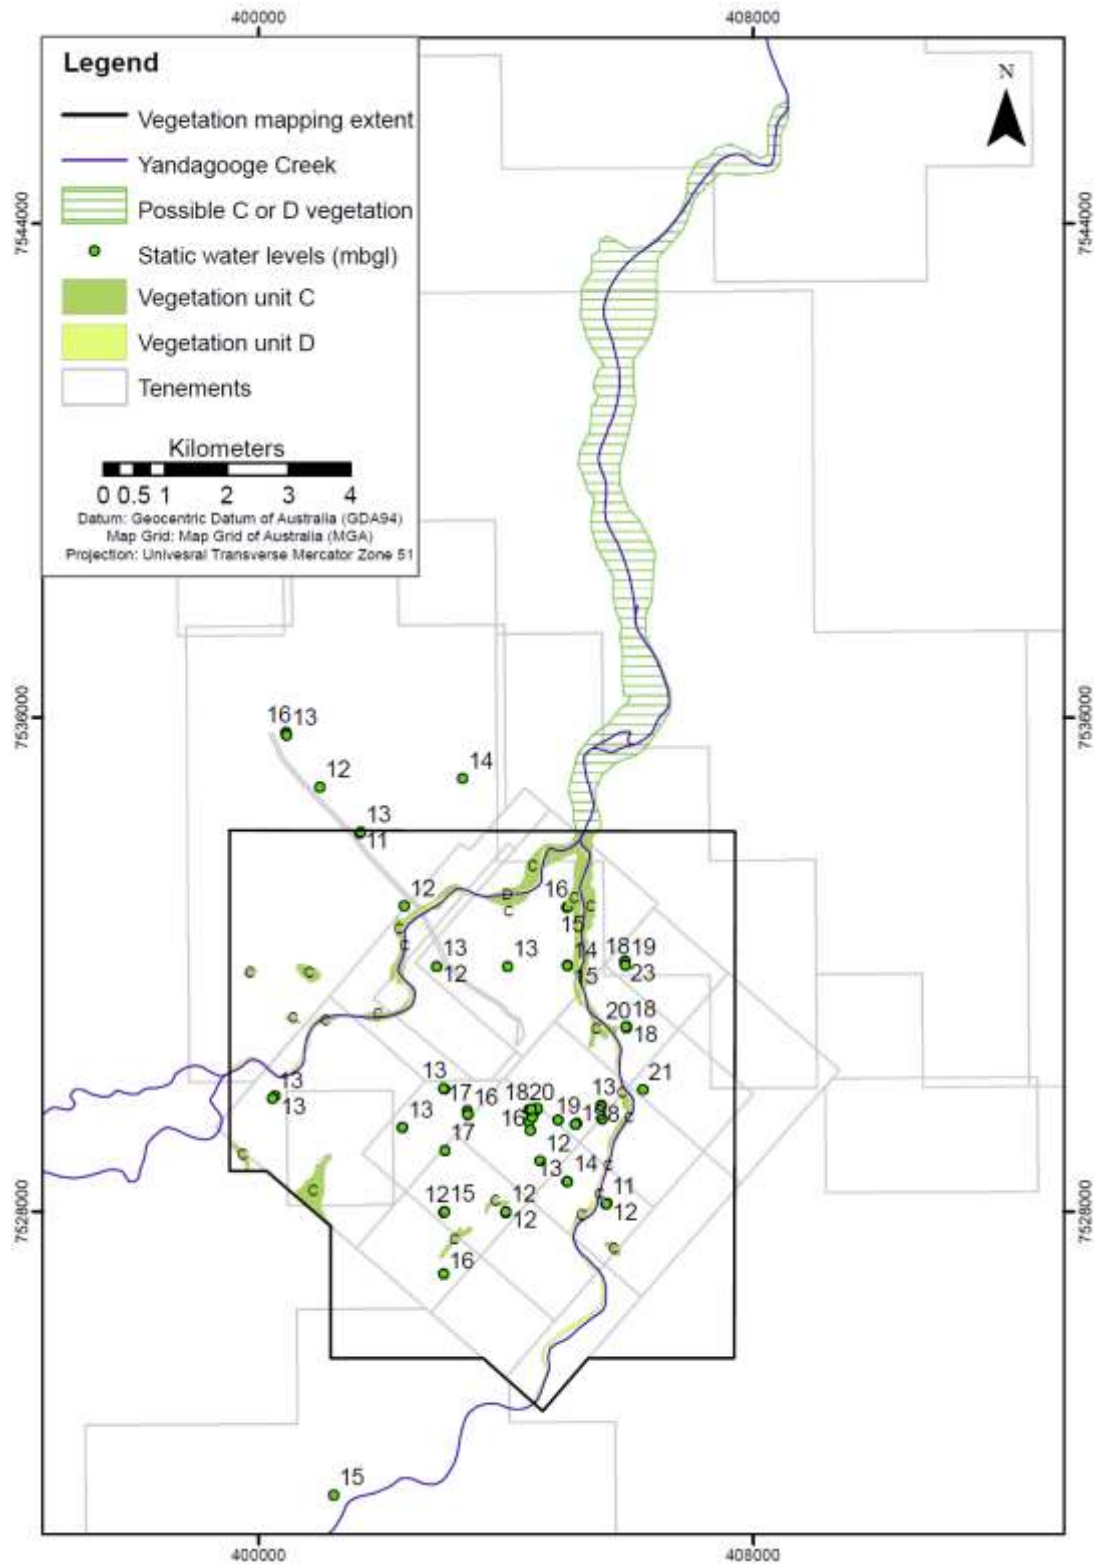 400000
408000
Legend
Vegetation mapping extent
Yandagooge Creek
Possible C or D vegetation
Static water levels (mbgl)
Vegetation unit C
Vegetation unit D
Tenements
Kilometers
0 0.5 1 2 3 4
Datum: Geocentric Datum of Australia (GDA94)
Map Grid: Map Grid of Australia (MGA)
Projection: Univesral Transverse Mercator Zone 51
N
7544000
7544000
7536000
7536000
16 13
12
14
13
11
C
12
D
C
16
C
C
C
15
C
13
12
13
14
5
18 19
23
C
C
C
C
C
20 18
C
18
13
13
13
17
16
18 20
16
19
13
18
21
C
C
13
17
12
13
14
C
C
C
12 15
C
12
12
C
11
12
C
C
C
16
7528000
7528000
15
400000
408000